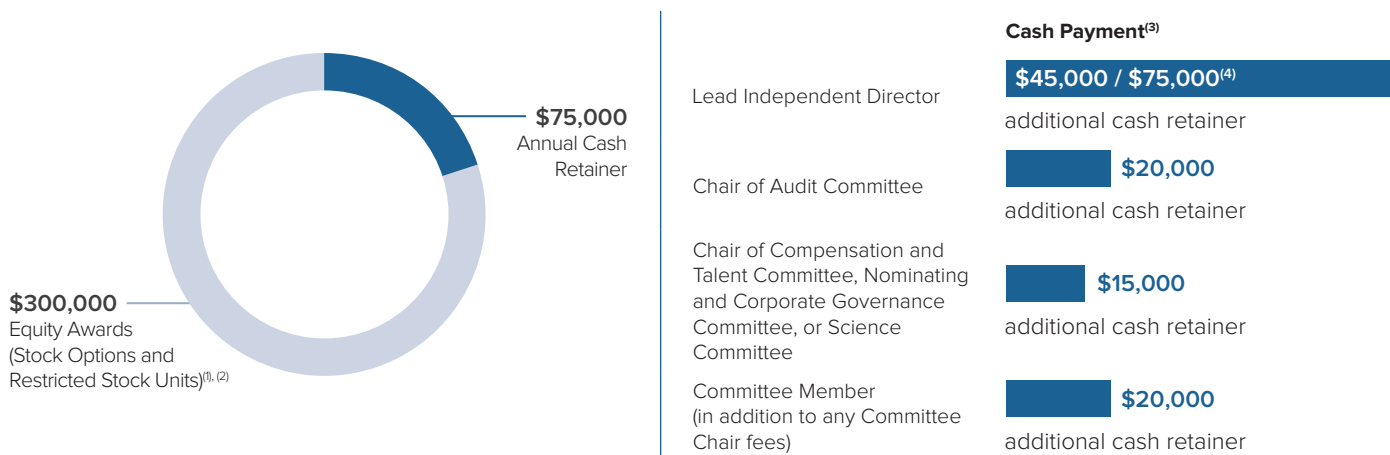 $75,000
Annual Cash
Retainer
$300,000
Equity Awards
(Stock Options and
Restricted Stock Units)(1), (2)
Cash Payment(3)
Lead Independent Director
$45,000 / $75,000(4)
additional cash retainer
Chair of Audit Committee
$20,000
additional cash retainer
Chair of Compensation and
Talent Committee, Nominating
and Corporate Governance
Committee, or Science
Committee
$15,000
additional cash retainer
Committee Member
(in addition to any Committee
Chair fees)
$20,000
additional cash retainer